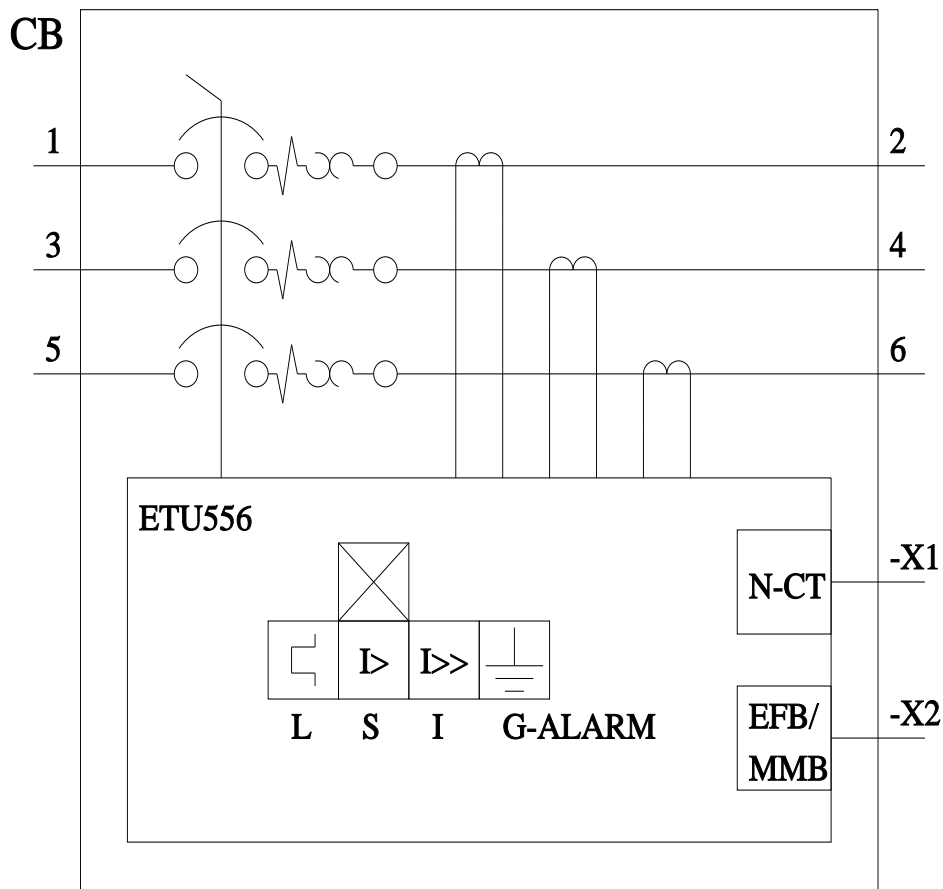 CB
1 2
3 4
5 6
ETU556
N-CT -X1
I> I>>
L S I G-ALARM
EFB/ -X2
MMB